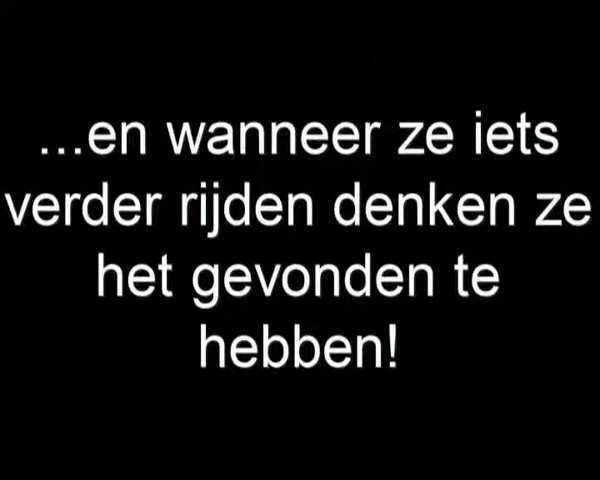 ...en wanneer ze iets
verder rijden denken ze
het gevonden te
hebben!